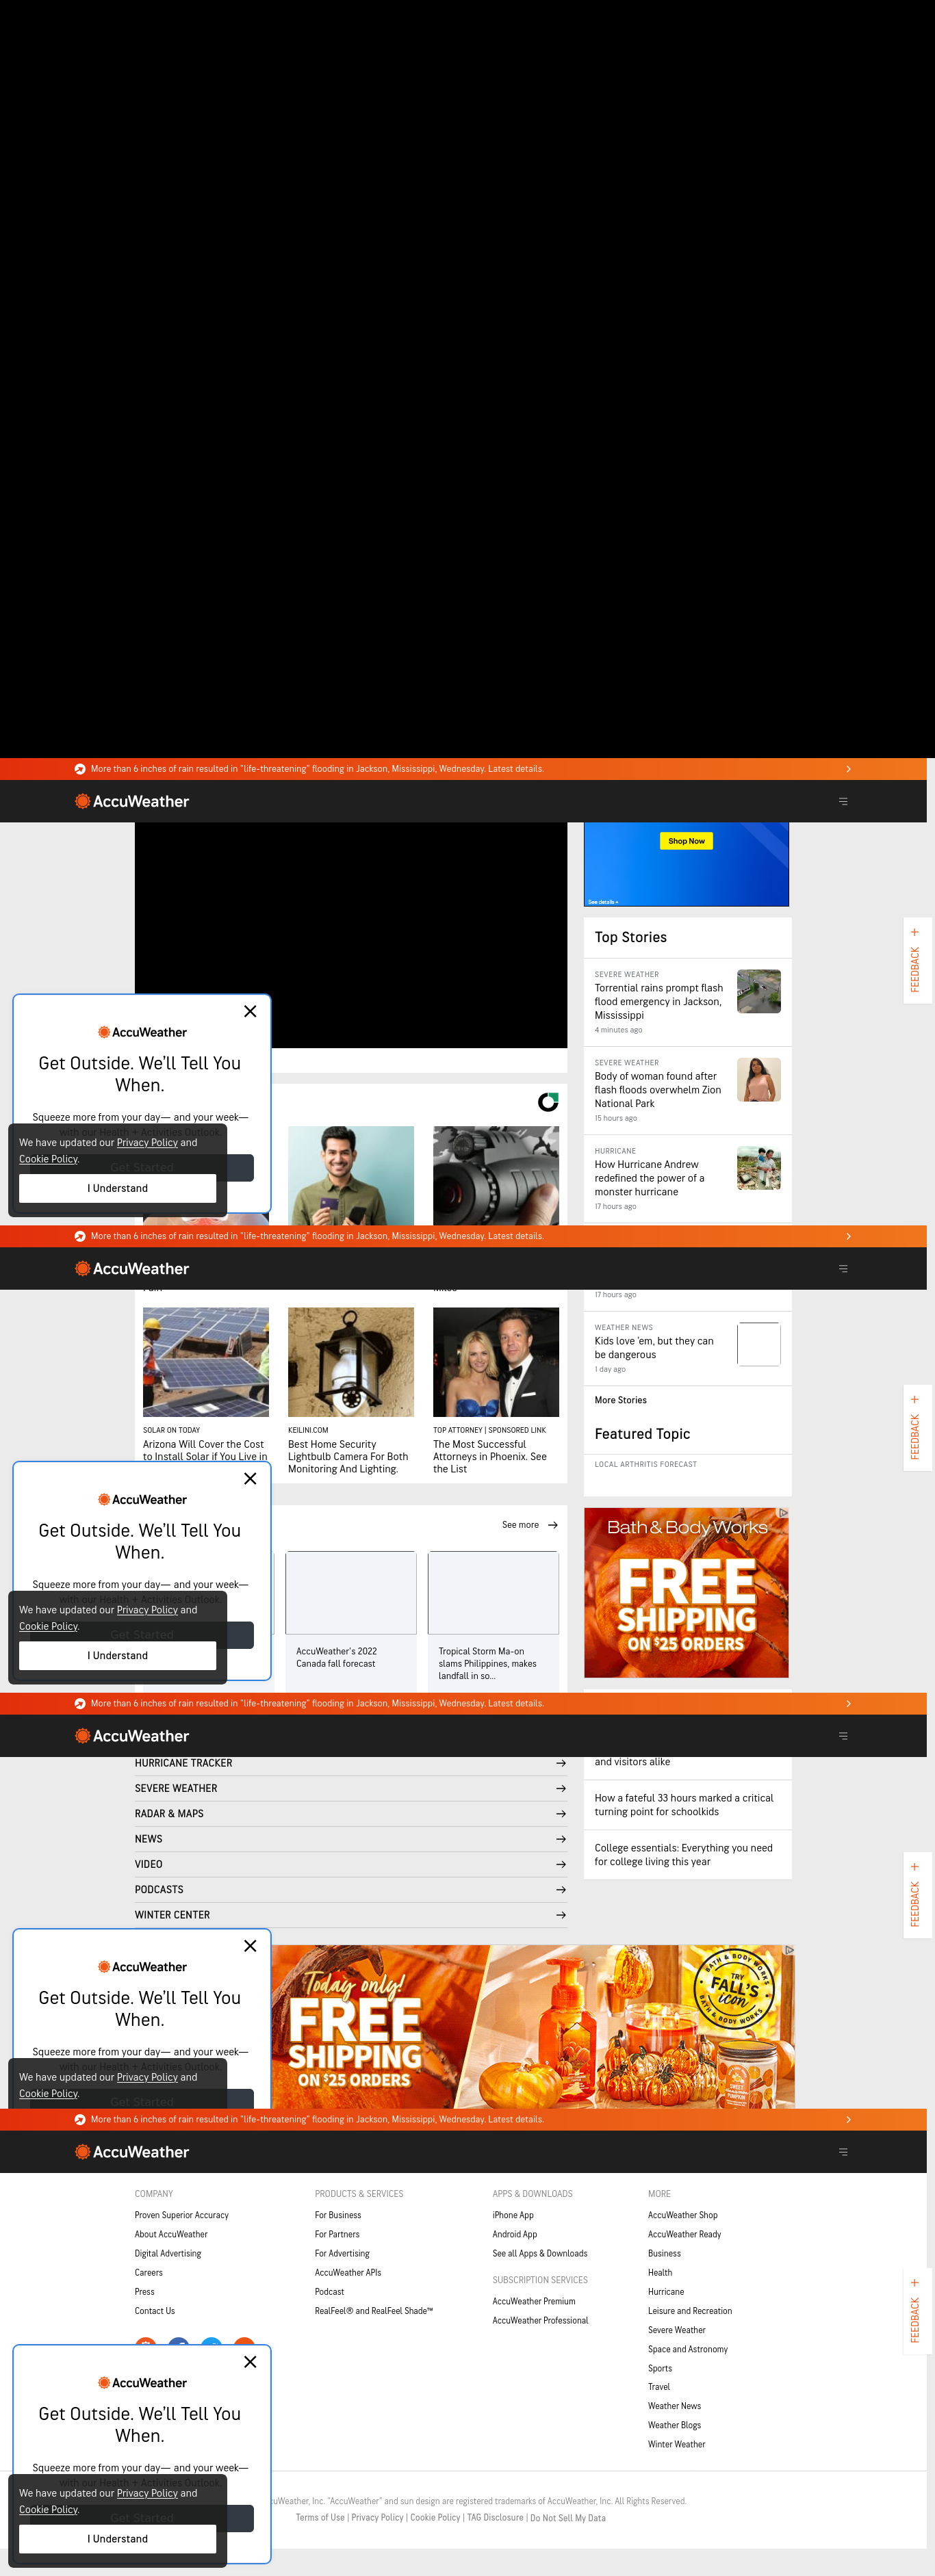 More than 6 inches of rain resulted in "life-threatening" flooding in Jackson, Mississippi, Wednesday. Latest details.
AccuWeather
Shop Now
See details +
Top Stories
SEVERE WEATHER
Torrential rains prompt flash
flood emergency in Jackson,
Mississippi
4 minutes ago
SEVERE WEATHER
Body of woman found after
flash floods overwhelm Zion
National Park
15 hours ago
HURRICANE
How Hurricane Andrew
redefined the power of a
monster hurricane
17 hours ago
+
FEEDBACK
AccuWeather
Get Outside. We'll Tell You
When.
Squeeze more from your day— and your week—
with our Health + Activities Outlook.
We have updated our Privacy Policy and
Cookie Policy.
Get Started
I Understand
More than 6 inches of rain resulted in "life-threatening" flooding in Jackson, Mississippi, Wednesday. Latest details.
AccuWeather
17 hours ago
WEATHER NEWS
Kids love 'em, but they can
be dangerous
1 day ago
More Stories
Featured Topic
LOCAL ARTHRITIS FORECAST
SOLAR ON TODAY
Arizona Will Cover the Cost
to Install Solar if You Live in
KEILINI.COM
Best Home Security
Lightbulb Camera For Both
Monitoring And Lighting.
TOP ATTORNEY | SPONSORED LINK
The Most Successful
Attorneys in Phoenix. See
the List
+
FEEDBACK
See more
AccuWeather's 2022
Canada fall forecast
Tropical Storm Ma-on
slams Philippines, makes
landfall in so...
Bath & Body Works
FREE
SHIPPING
ON $25 ORDERS
AccuWeather
Get Outside. We'll Tell You
When.
Squeeze more from your day— and your week—
with our Health + Activities Outlook.
We have updated our Privacy Policy and
Cookie Policy.
Get Started
I Understand
More than 6 inches of rain resulted in "life-threatening" flooding in Jackson, Mississippi, Wednesday. Latest details.
AccuWeather
HURRICANE TRACKER
SEVERE WEATHER
RADAR & MAPS
NEWS
VIDEO
PODCASTS
WINTER CENTER
and visitors alike
How a fateful 33 hours marked a critical
turning point for schoolkids
College essentials: Everything you need
for college living this year
+
FEEDBACK
AccuWeather
Get Outside. We'll Tell You
When.
Squeeze more from your day— and your week—
with our Health + Activities Outlook.
We have updated our Privacy Policy and
Cookie Policy.
Get Started
Today only!
FREE
SHIPPING
ON $25 ORDERS
BATH & BODY WORKS
TRY
FALL'S
icon
BATH & BODY WORKS
More than 6 inches of rain resulted in "life-threatening" flooding in Jackson, Mississippi, Wednesday. Latest details.
AccuWeather
COMPANY
Proven Superior Accuracy
About AccuWeather
Digital Advertising
Careers
Press
Contact Us
PRODUCTS & SERVICES
For Business
For Partners
For Advertising
AccuWeather APIs
Podcast
RealFeel® and RealFeel Shade™
APPS & DOWNLOADS
iPhone App
Android App
See all Apps & Downloads
SUBSCRIPTION SERVICES
AccuWeather Premium
AccuWeather Professional
MORE
AccuWeather Shop
AccuWeather Ready
Business
Health
Hurricane
Leisure and Recreation
Severe Weather
Space and Astronomy
Sports
Travel
Weather News
Weather Blogs
Winter Weather
+
FEEDBACK
AccuWeather
Get Outside. We'll Tell You
When.
Squeeze more from your day— and your week—
with our Health + Activities Outlook.
We have updated our Privacy Policy and
Cookie Policy.
Get Started
I Understand
AccuWeather, Inc. "AccuWeather" and sun design are registered trademarks of AccuWeather, Inc. All Rights Reserved.
Terms of Use | Privacy Policy | Cookie Policy | TAG Disclosure | Do Not Sell My Data